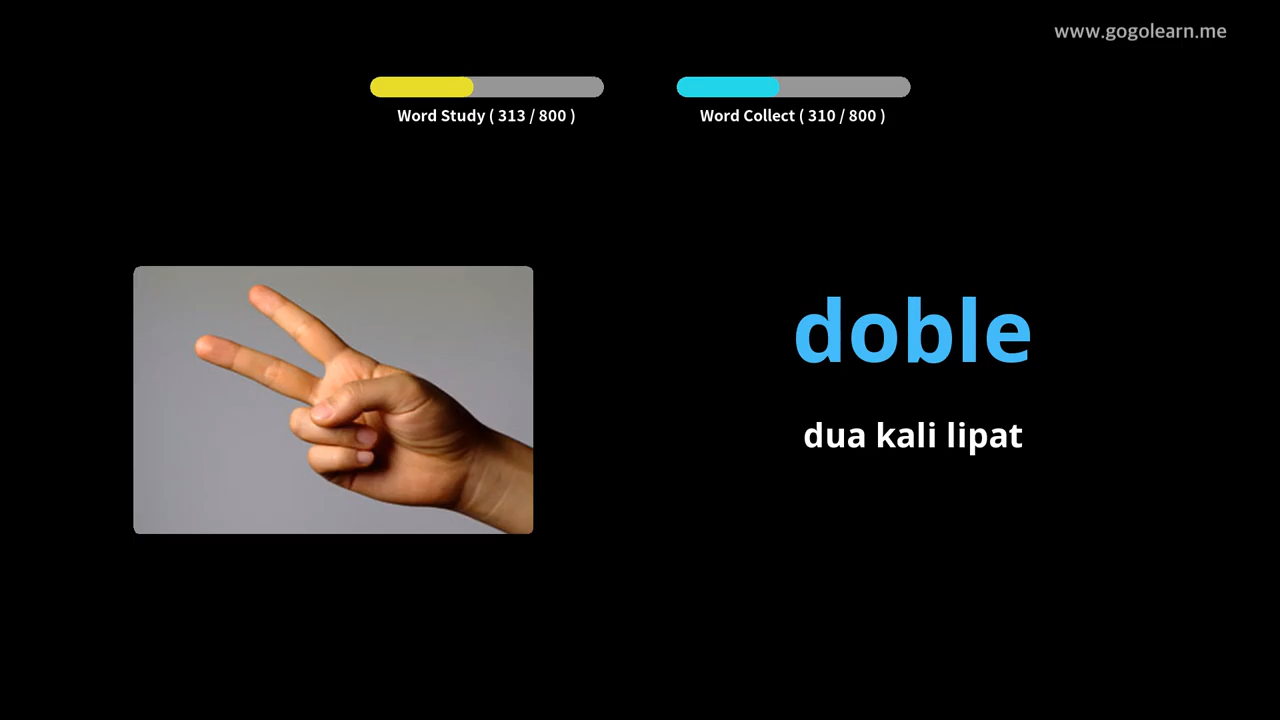 www.gogolearn.me
Word Study ( 313 / 800 )
Word Collect ( 310 / 800 )
doble
dua kali lipat